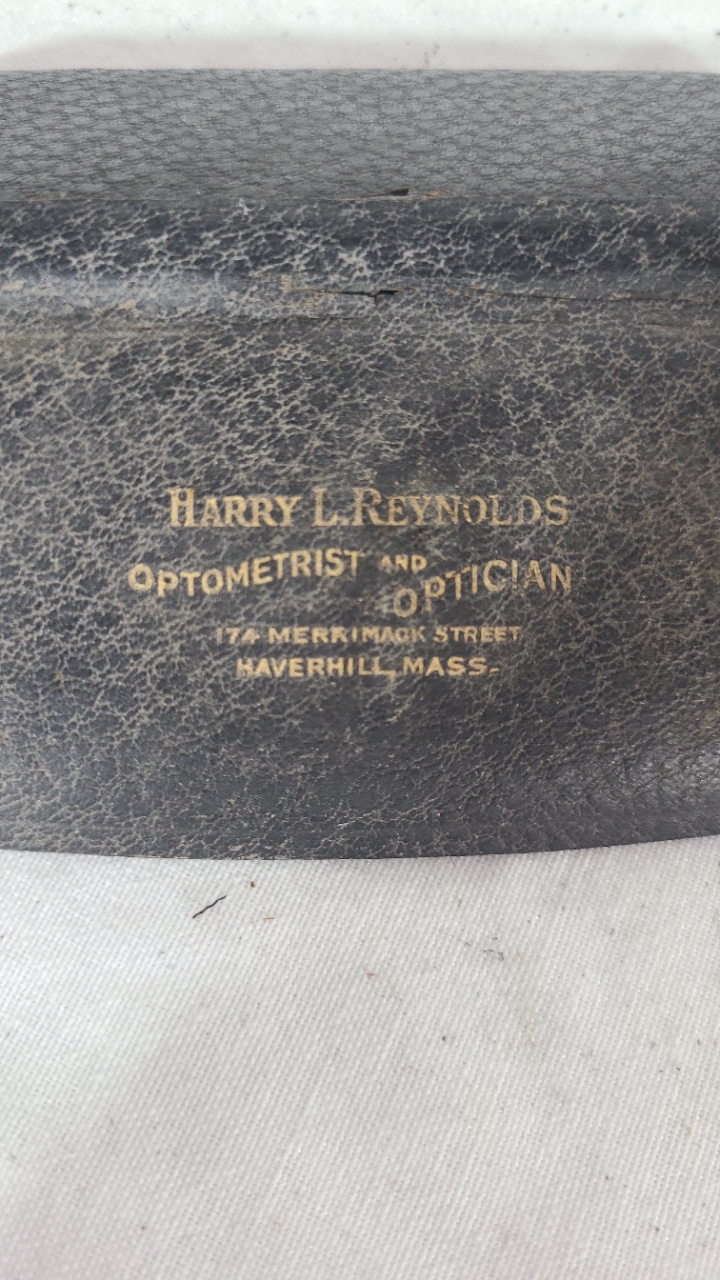 HARRY L. REYNOLDS
OPTOMETRIST AND OPTICIAN
174 MERRIMACK STREET
HAVERHILL, MASS.